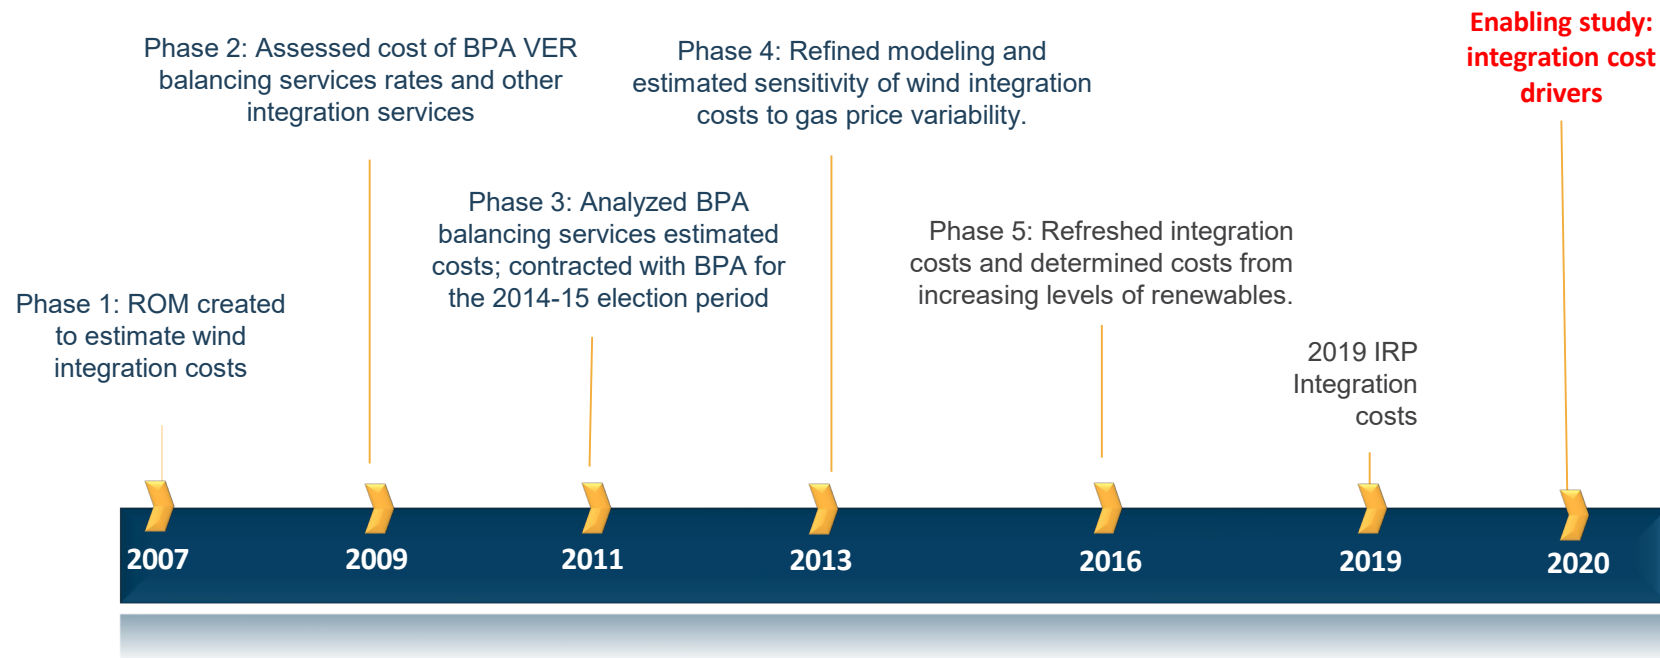 Phase 1: ROM created
to estimate wind
integration costs
Phase 2: Assessed cost of BPA VER
balancing services rates and other
integration services
Phase 3: Analyzed BPA
balancing services estimated
costs; contracted with BPA for
the 2014-15 election period
Phase 4: Refined modeling and
estimated sensitivity of wind integration
costs to gas price variability.
Phase 5: Refreshed integration
costs and determined costs from
increasing levels of renewables.
2019 IRP
Integration
costs
Enabling study:
integration cost
drivers
2007
2009
2011
2013
2016
2019
2020